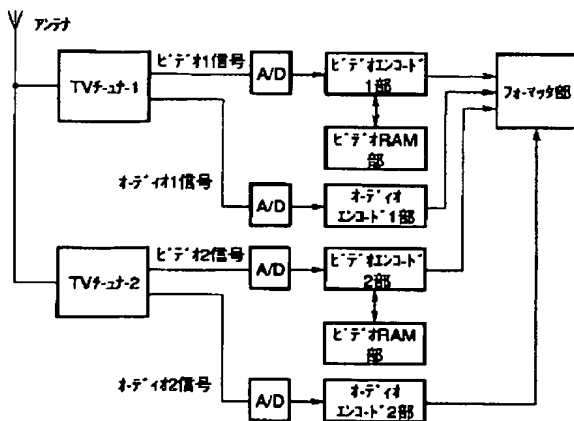 アンテナ
TVチューナー1
ビデオ1信号
A/D
ビデオエンコード
1部
フォーマッタ部
ビデオRAM
部
オーディオ1信号
A/D
オーディオ
エンコード1部
TVチューナー2
ビデオ2信号
A/D
ビデオエンコード
2部
ビデオRAM
部
オーディオ2信号
A/D
オーディオ
エンコード2部